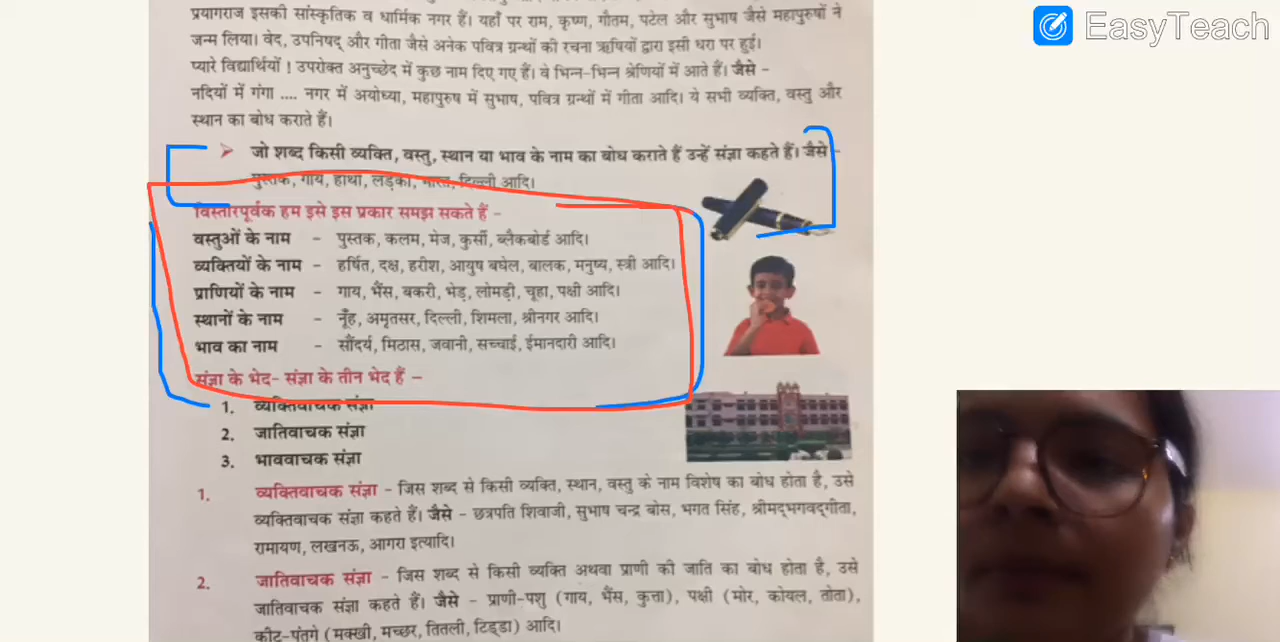 प्रयागराज इसकी सांस्कृतिक व धार्मिक नगर हैं। यहाँ पर राम, कृष्ण, गौतम, पटेल और सुभाष जैसे महापुरुषों ने
EasyTeach
जन्म लिया। वेद, उपनिषद् और गीता जैसे अनेक पवित्र ग्रन्थों की रचना ऋषियों द्वारा इसी धरा पर हुई।
प्यारे विद्यार्थियों ! उपरोक्त अनुच्छेद में कुछ नाम दिए गए हैं। वे भिन्न-भिन्न श्रेणियों में आते हैं। जैसे -
नदियों में गंगा .... नगर में अयोध्या, महापुरुष में सुभाष, पवित्र ग्रन्थों में गीता आदि। ये सभी व्यक्ति, वस्तु और
स्थान का बोध कराते हैं।
➤ जो शब्द किसी व्यक्ति, वस्तु, स्थान या भाव के नाम का बोध कराते हैं उन्हें संज्ञा कहते हैं। जैसे -
पुस्तक, गाय, हाथी, लड़का, भारत, दिल्ली आदि।
विस्तारपूर्वक हम इसे इस प्रकार समझ सकते हैं -
वस्तुओं के नाम - पुस्तक, कलम, मेज, कुर्सी, ब्लैकबोर्ड आदि।
व्यक्तियों के नाम - हर्षित, दक्ष, हरीश, आयुष बघेल, बालक, मनुष्य, स्त्री आदि।
प्राणियों के नाम - गाय, भैंस, बकरी, भेड़, लोमड़ी, चूहा, पक्षी आदि।
स्थानों के नाम - नूँह, अमृतसर, दिल्ली, शिमला, श्रीनगर आदि।
भाव का नाम - सौंदर्य, मिठास, जवानी, सच्चाई, ईमानदारी आदि।
संज्ञा के भेद- संज्ञा के तीन भेद हैं -
1. व्यक्तिवाचक संज्ञा
2. जातिवाचक संज्ञा
3. भाववाचक संज्ञा
1. व्यक्तिवाचक संज्ञा - जिस शब्द से किसी व्यक्ति, स्थान, वस्तु के नाम विशेष का बोध होता है, उसे
व्यक्तिवाचक संज्ञा कहते हैं। जैसे - छत्रपति शिवाजी, सुभाष चन्द्र बोस, भगत सिंह, श्रीमद्भगवद्गीता,
रामायण, लखनऊ, आगरा इत्यादि।
2. जातिवाचक संज्ञा - जिस शब्द से किसी व्यक्ति अथवा प्राणी की जाति का बोध होता है, उसे
जातिवाचक संज्ञा कहते हैं। जैसे - प्राणी-पशु (गाय, भैंस, कुत्ता), पक्षी (मोर, कोयल, तोता),
कीट-पतंगे (मक्खी, मच्छर, तितली, टिड्डा) आदि।